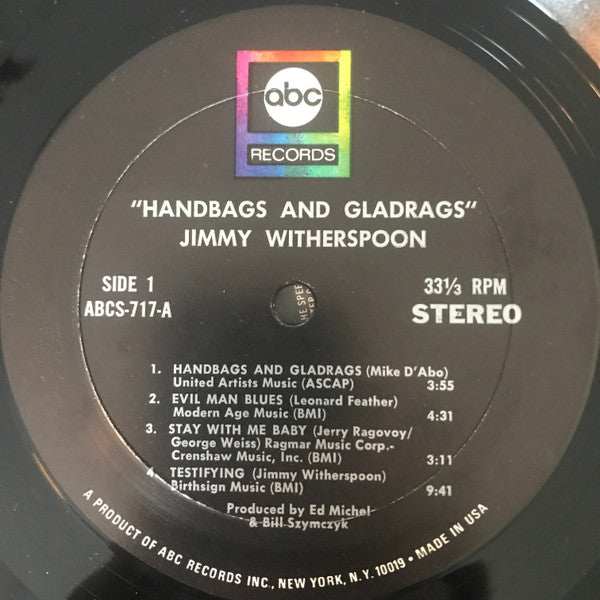 abc
RECORDS
"HANDBAGS AND GLADRAGS"
JIMMY WITHERSPOON
SIDE 1
ABCS-717-A
33⅓ RPM
STEREO
THE SPEE
1. HANDBAGS AND GLADRAGS (Mike D'Abo)
United Artists Music (ASCAP) 3:55
2. EVIL MAN BLUES (Leonard Feather)
Modern Age Music (BMI) 4:31
3. STAY WITH ME BABY (Jerry Ragovoy/
George Weiss) Ragmar Music Corp.-
Crenshaw Music, Inc. (BMI) 3:11
4. TESTIFYING (Jimmy Witherspoon)
Birthsign Music (BMI) 9:41
Produced by Ed Michel
& Bill Szymczyk
A PRODUCT OF ABC RECORDS INC., NEW YORK, N.Y. 10019 • MADE IN USA